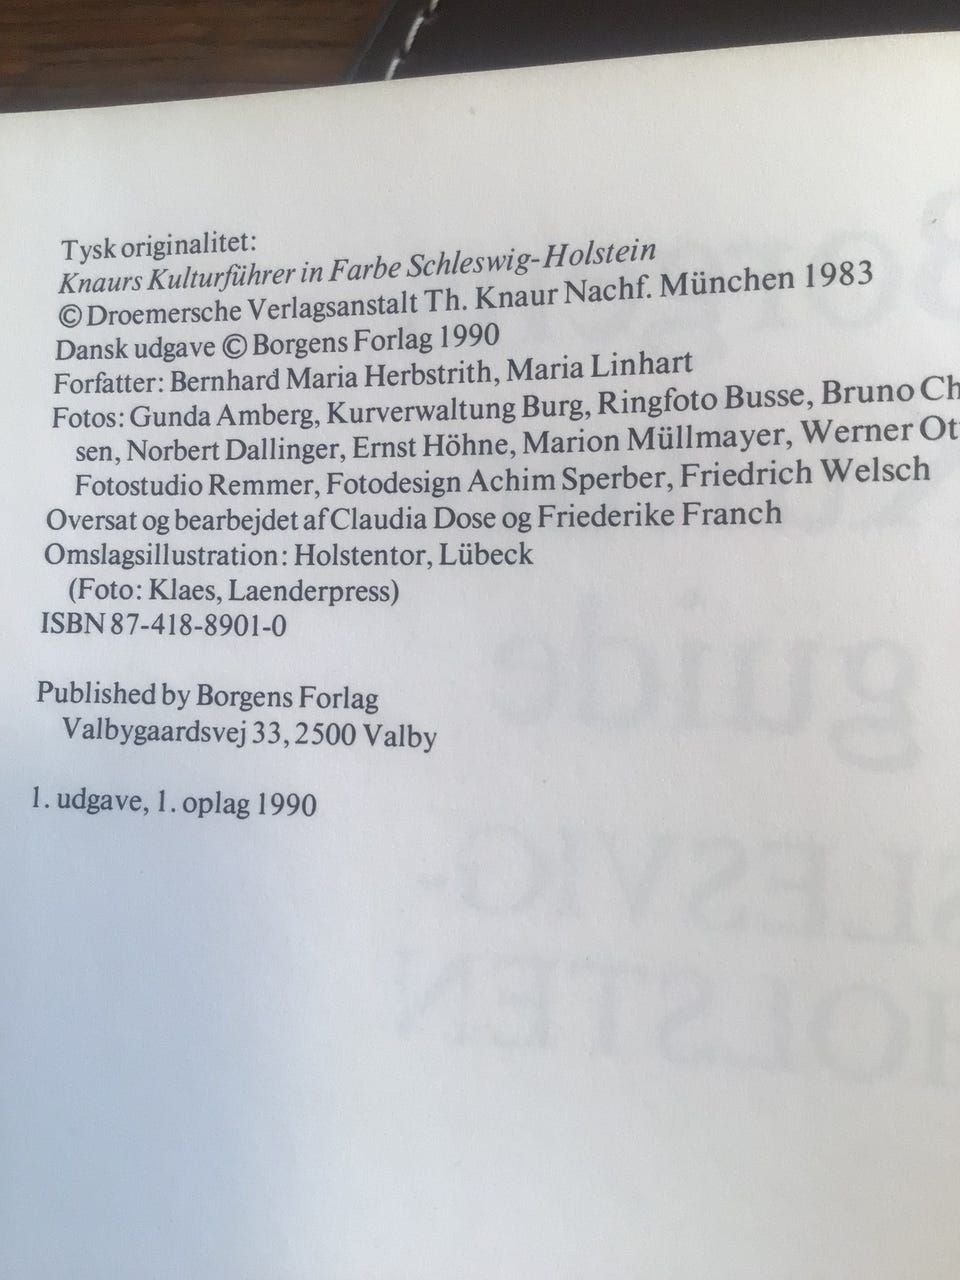 Tysk originalitet:
Knaurs Kulturführer in Farbe Schleswig-Holstein
© Droemersche Verlagsanstalt Th. Knaur Nachf. München 1983
Dansk udgave © Borgens Forlag 1990
Forfatter: Bernhard Maria Herbstrith, Maria Linhart
Fotos: Gunda Amberg, Kurverwaltung Burg, Ringfoto Busse, Bruno Ch
sen, Norbert Dallinger, Ernst Höhne, Marion Müllmayer, Werner Ot
Fotostudio Remmer, Fotodesign Achim Sperber, Friedrich Welsch
Oversat og bearbejdet af Claudia Dose og Friederike Franch
Omslagsillustration: Holstentor, Lübeck
(Foto: Klaes, Laenderpress)
ISBN 87-418-8901-0
Published by Borgens Forlag
Valbygaardsvej 33, 2500 Valby
1. udgave, 1. oplag 1990